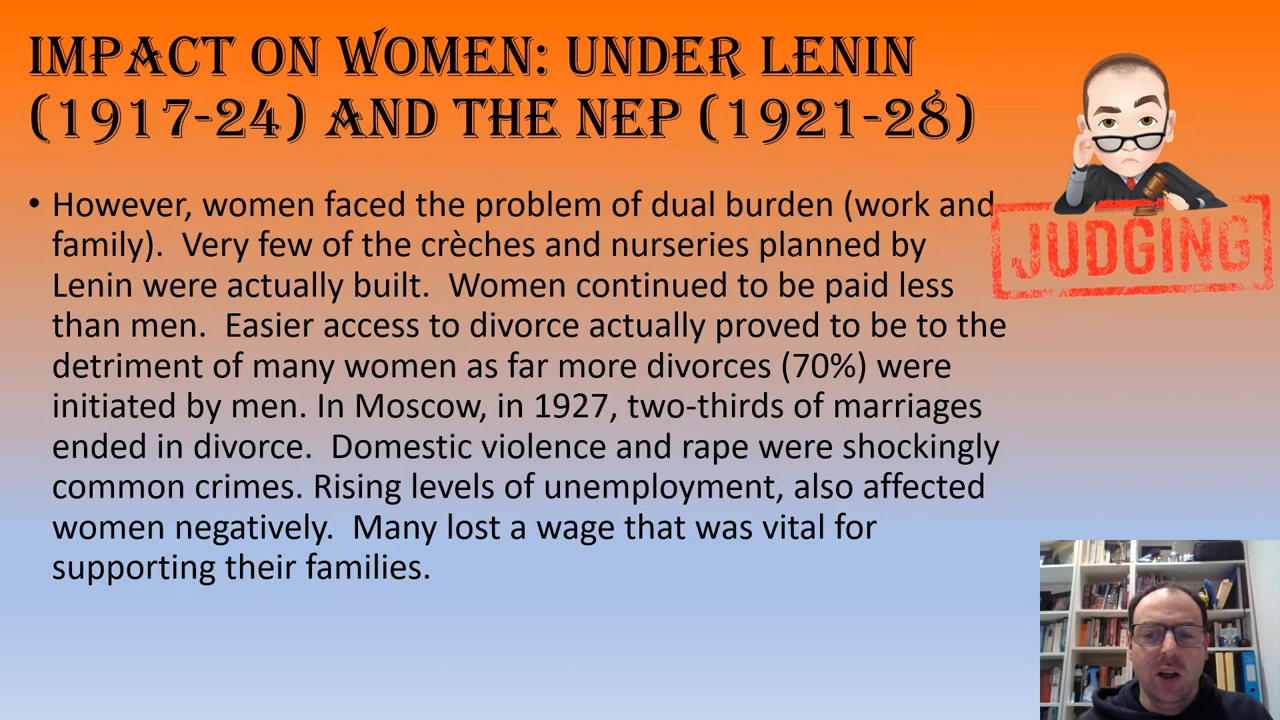 Impact on Women: Under Lenin
(1917-24) and the NEP (1921-28)
JUDGING
• However, women faced the problem of dual burden (work and
family).  Very few of the crèches and nurseries planned by
Lenin were actually built.  Women continued to be paid less
than men.  Easier access to divorce actually proved to be to the
detriment of many women as far more divorces (70%) were
initiated by men. In Moscow, in 1927, two-thirds of marriages
ended in divorce.  Domestic violence and rape were shockingly
common crimes. Rising levels of unemployment, also affected
women negatively.  Many lost a wage that was vital for
supporting their families.